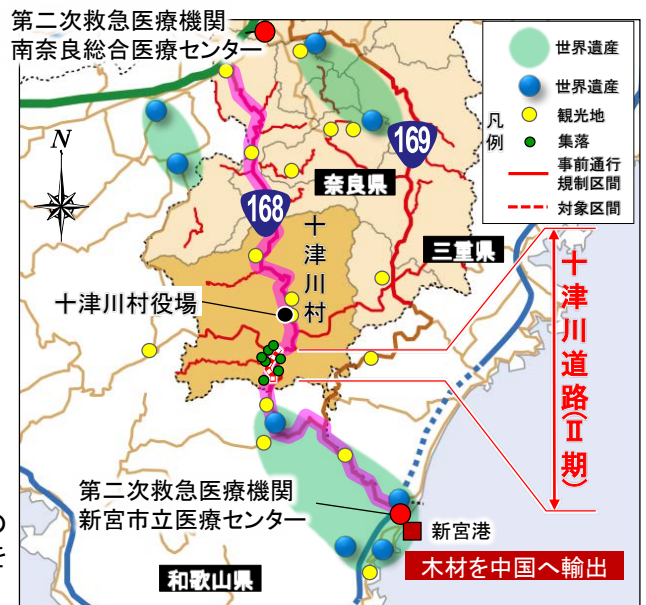 第二次救急医療機関
南奈良総合医療センター
世界遺産
世界遺産
観光地
集落
事前通行
規制区間
対象区間
凡例
N
169
168
奈良県
三重県
十津川村
十津川村役場
十津川道路(Ⅱ期)
第二次救急医療機関
新宮市立医療センター
新宮港
木材を中国へ輸出
和歌山県
の
を